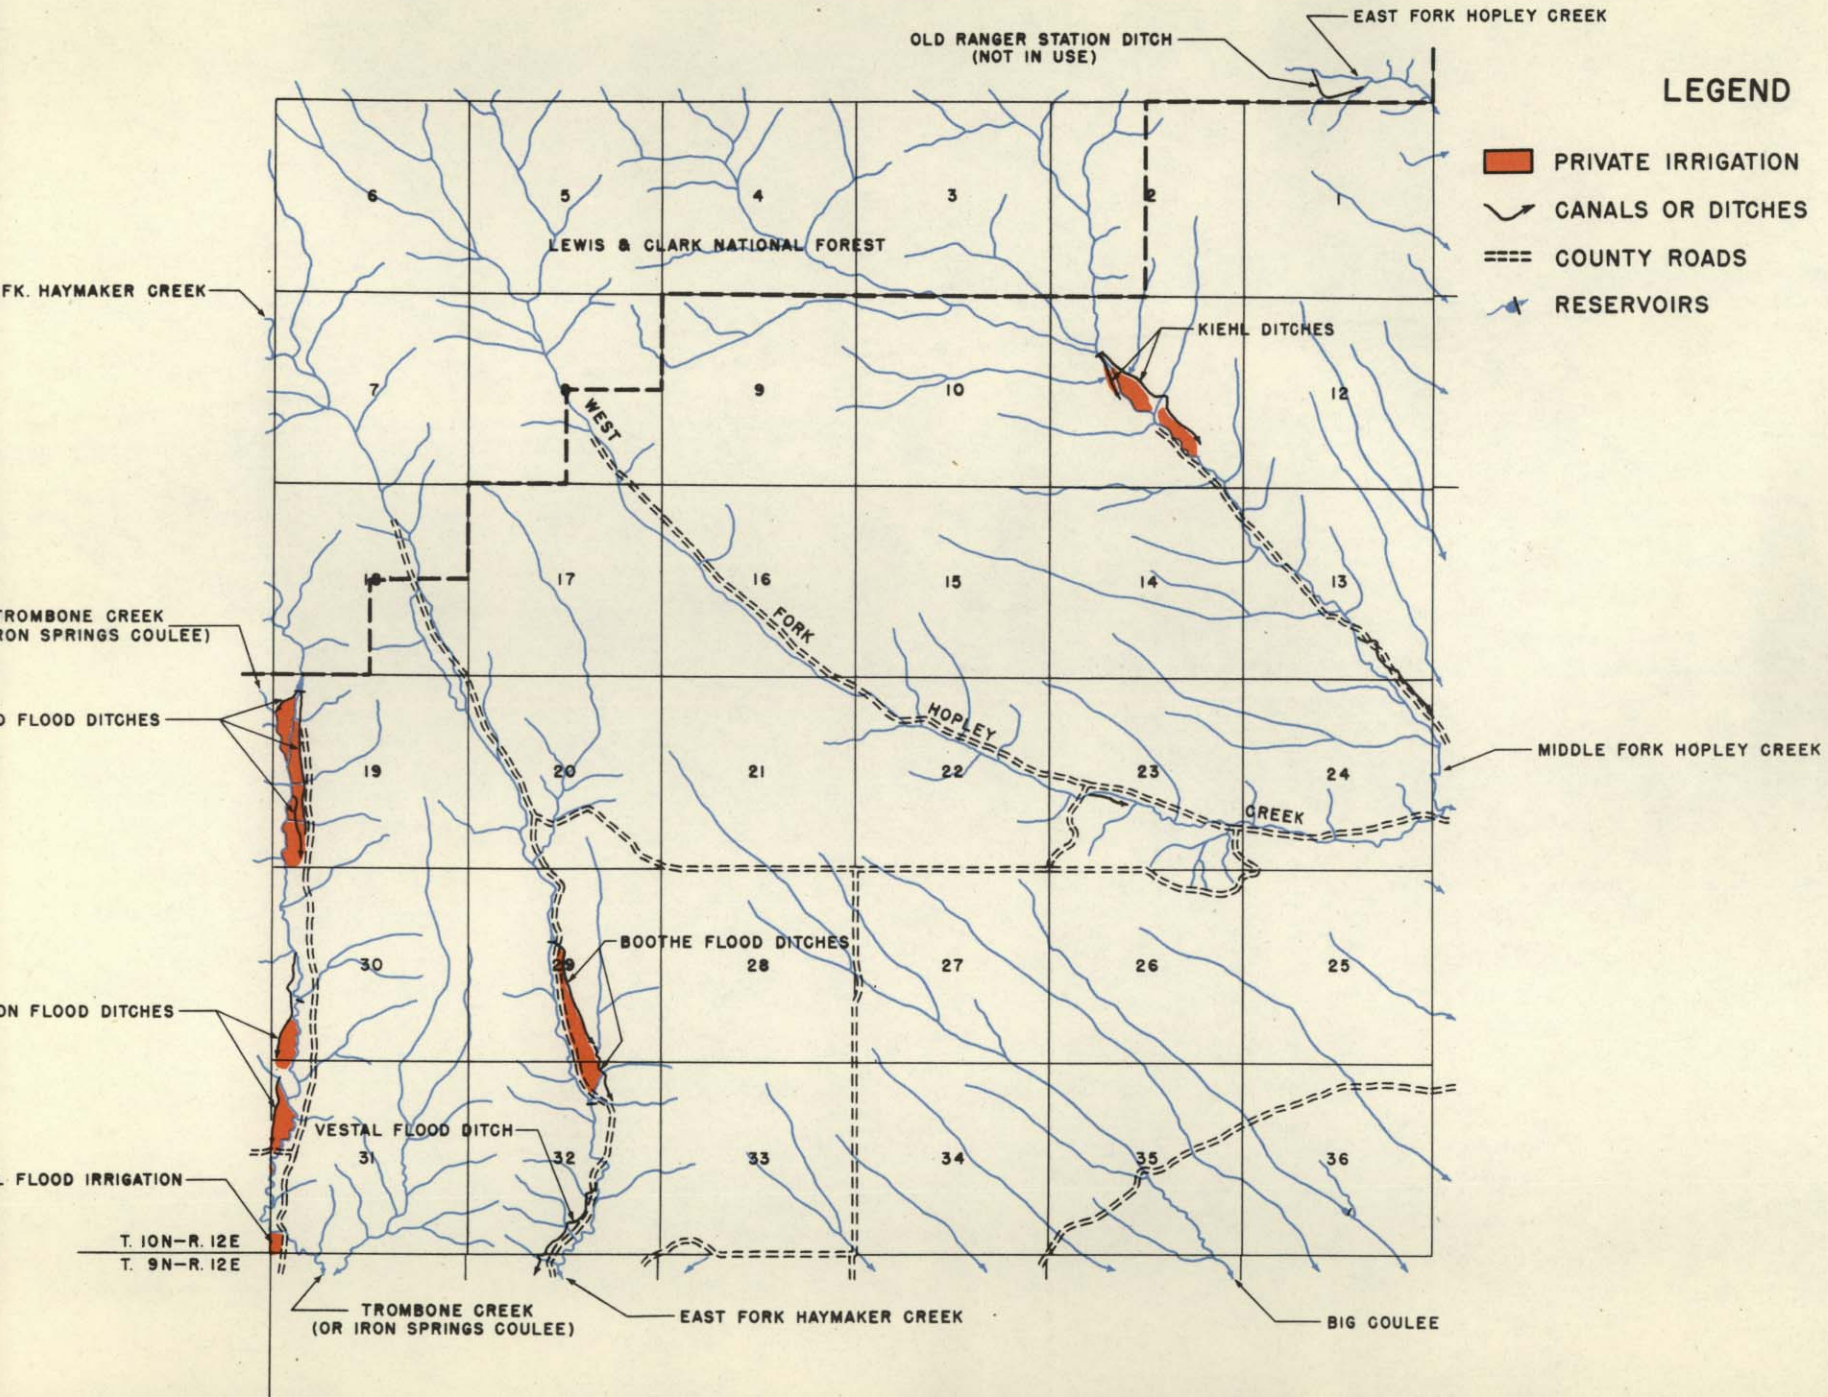 EAST FORK HOPLEY CREEK
OLD RANGER STATION DITCH
(NOT IN USE)
LEGEND
PRIVATE IRRIGATION
CANALS OR DITCHES
COUNTY ROADS
RESERVOIRS
6 5 4 3 2 1
LEWIS & CLARK NATIONAL FOREST
FK. HAYMAKER CREEK
KIEHL DITCHES
7 9 10 12
WEST
18 17 16 15 14 13
FORK
TROMBONE CREEK
RON SPRINGS COULEE)
FLOOD DITCHES
HOPLEY
MIDDLE FORK HOPLEY CREEK
19 20 21 22 23 24
CREEK
BOOTHE FLOOD DITCHES
30 29 28 27 26 25
ON FLOOD DITCHES
VESTAL FLOOD DITCH
31 32 33 34 35 36
FLOOD IRRIGATION
T. 10N–R. 12E
T. 9N–R. 12E
TROMBONE CREEK
(OR IRON SPRINGS COULEE)
EAST FORK HAYMAKER CREEK
BIG COULEE